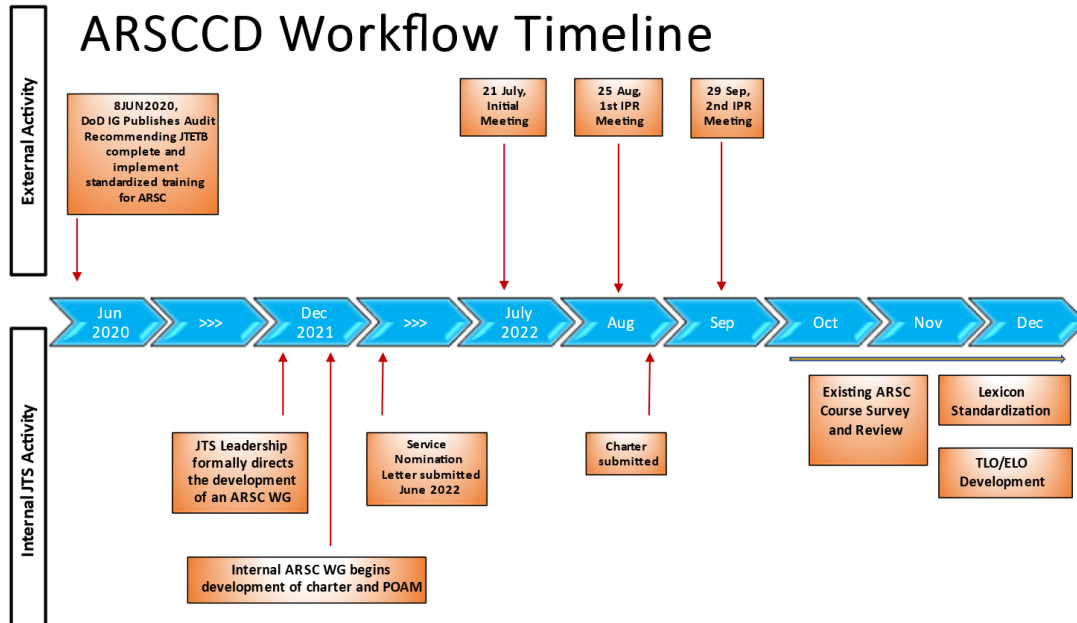 ARSCCD Workflow Timeline
External Activity
8JUN2020,
DoD IG Publishes Audit
Recommending JTETB
complete and
implement
standardized training
for ARSC
21 July,
Initial
Meeting
25 Aug,
1st IPR
Meeting
29 Sep,
2nd IPR
Meeting
Jun
2020
>>>
Dec
2021
>>>
July
2022
Aug
Sep
Oct
Nov
Dec
Internal JTS Activity
JTS Leadership
formally directs
the development
of an ARSC WG
Service
Nomination
Letter submitted
June 2022
Charter
submitted
Existing ARSC
Course Survey
and Review
Lexicon
Standardization
TLO/ELO
Development
Internal ARSC WG begins
development of charter and POAM